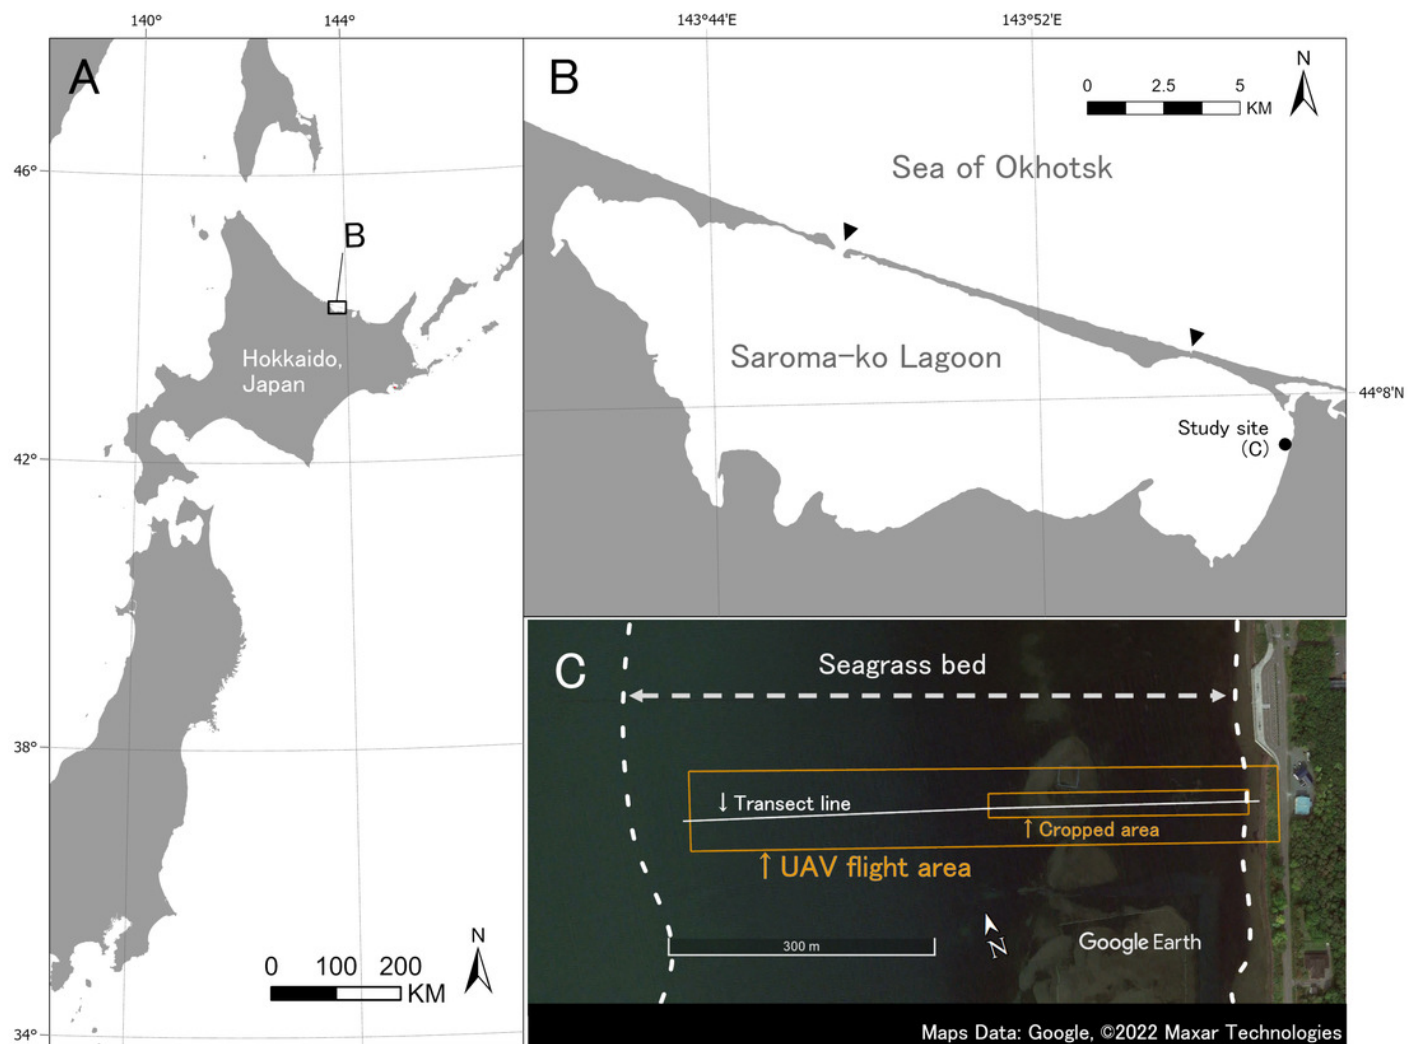 140°
144°
143°44'E
143°52'E
A
46°
B
Hokkaido,
Japan
42°
38°
34°
0 100 200
KM
N
B
0 2.5 5
KM
N
Sea of Okhotsk
Saroma-ko Lagoon
44°8'N
Study site
(C)
C
Seagrass bed
↓ Transect line
↑ Cropped area
↑ UAV flight area
300 m
N
Google Earth
Maps Data: Google, ©2022 Maxar Technologies